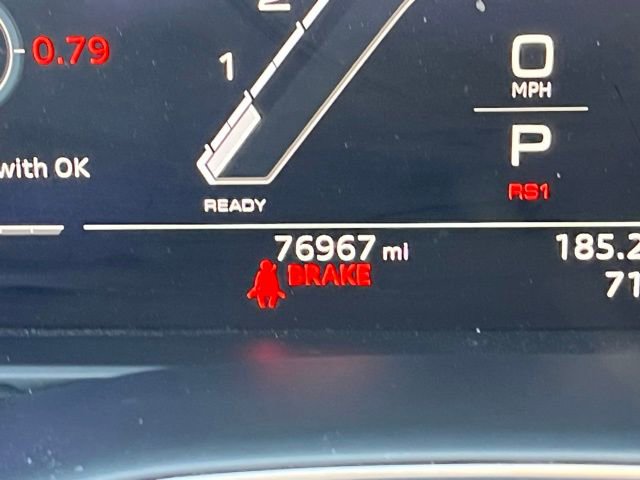 2
0.79
1
0
MPH
P
with OK
RS1
READY
76967 mi
185.2
BRAKE
71